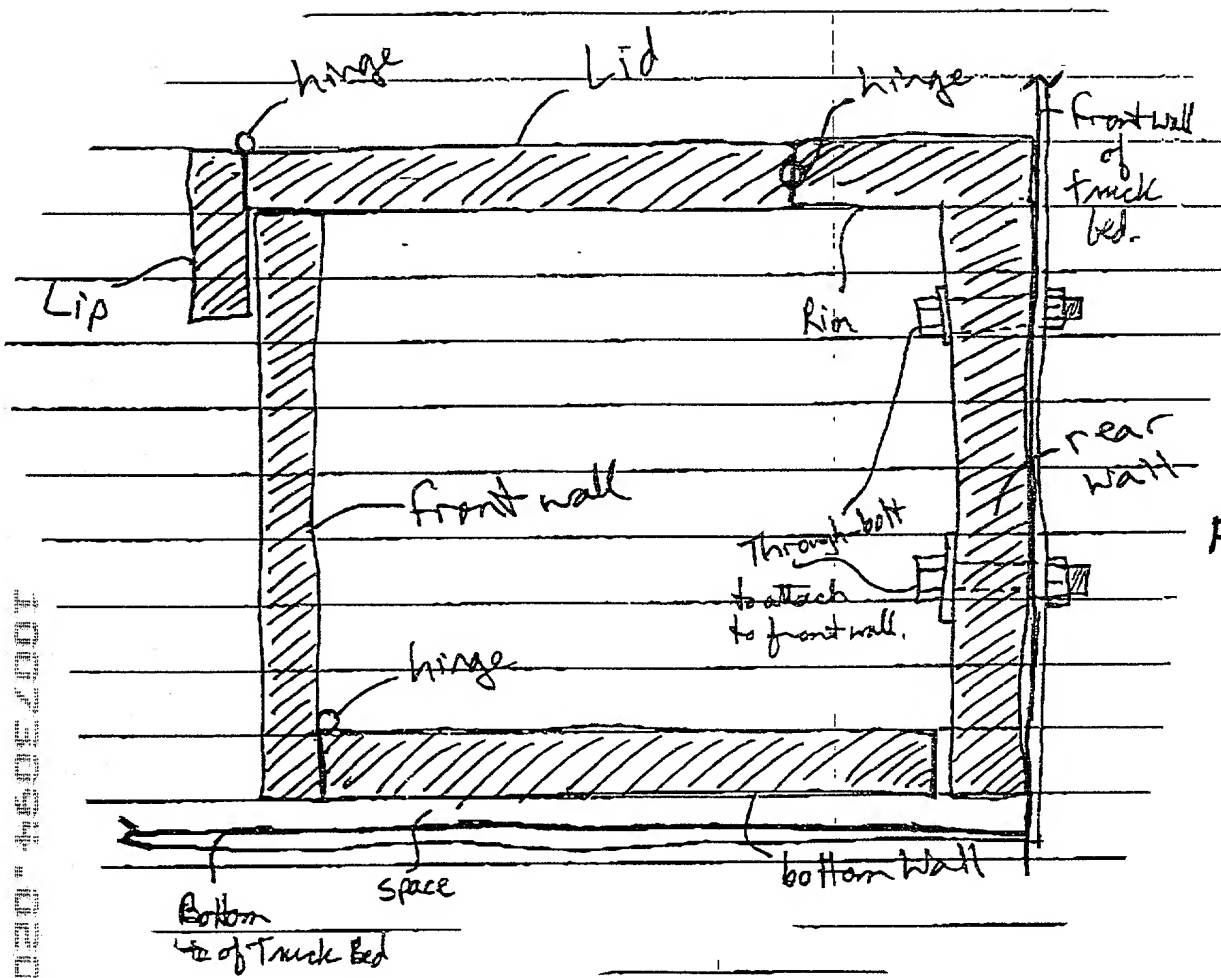 hinge
Lid
hinge
front wall
of
truck
bed.
Lip
Rim
rear
wall
front wall
Through-bolt
to attach
to front wall.
hinge
space
bottom wall
Bottom
of Truck Bed